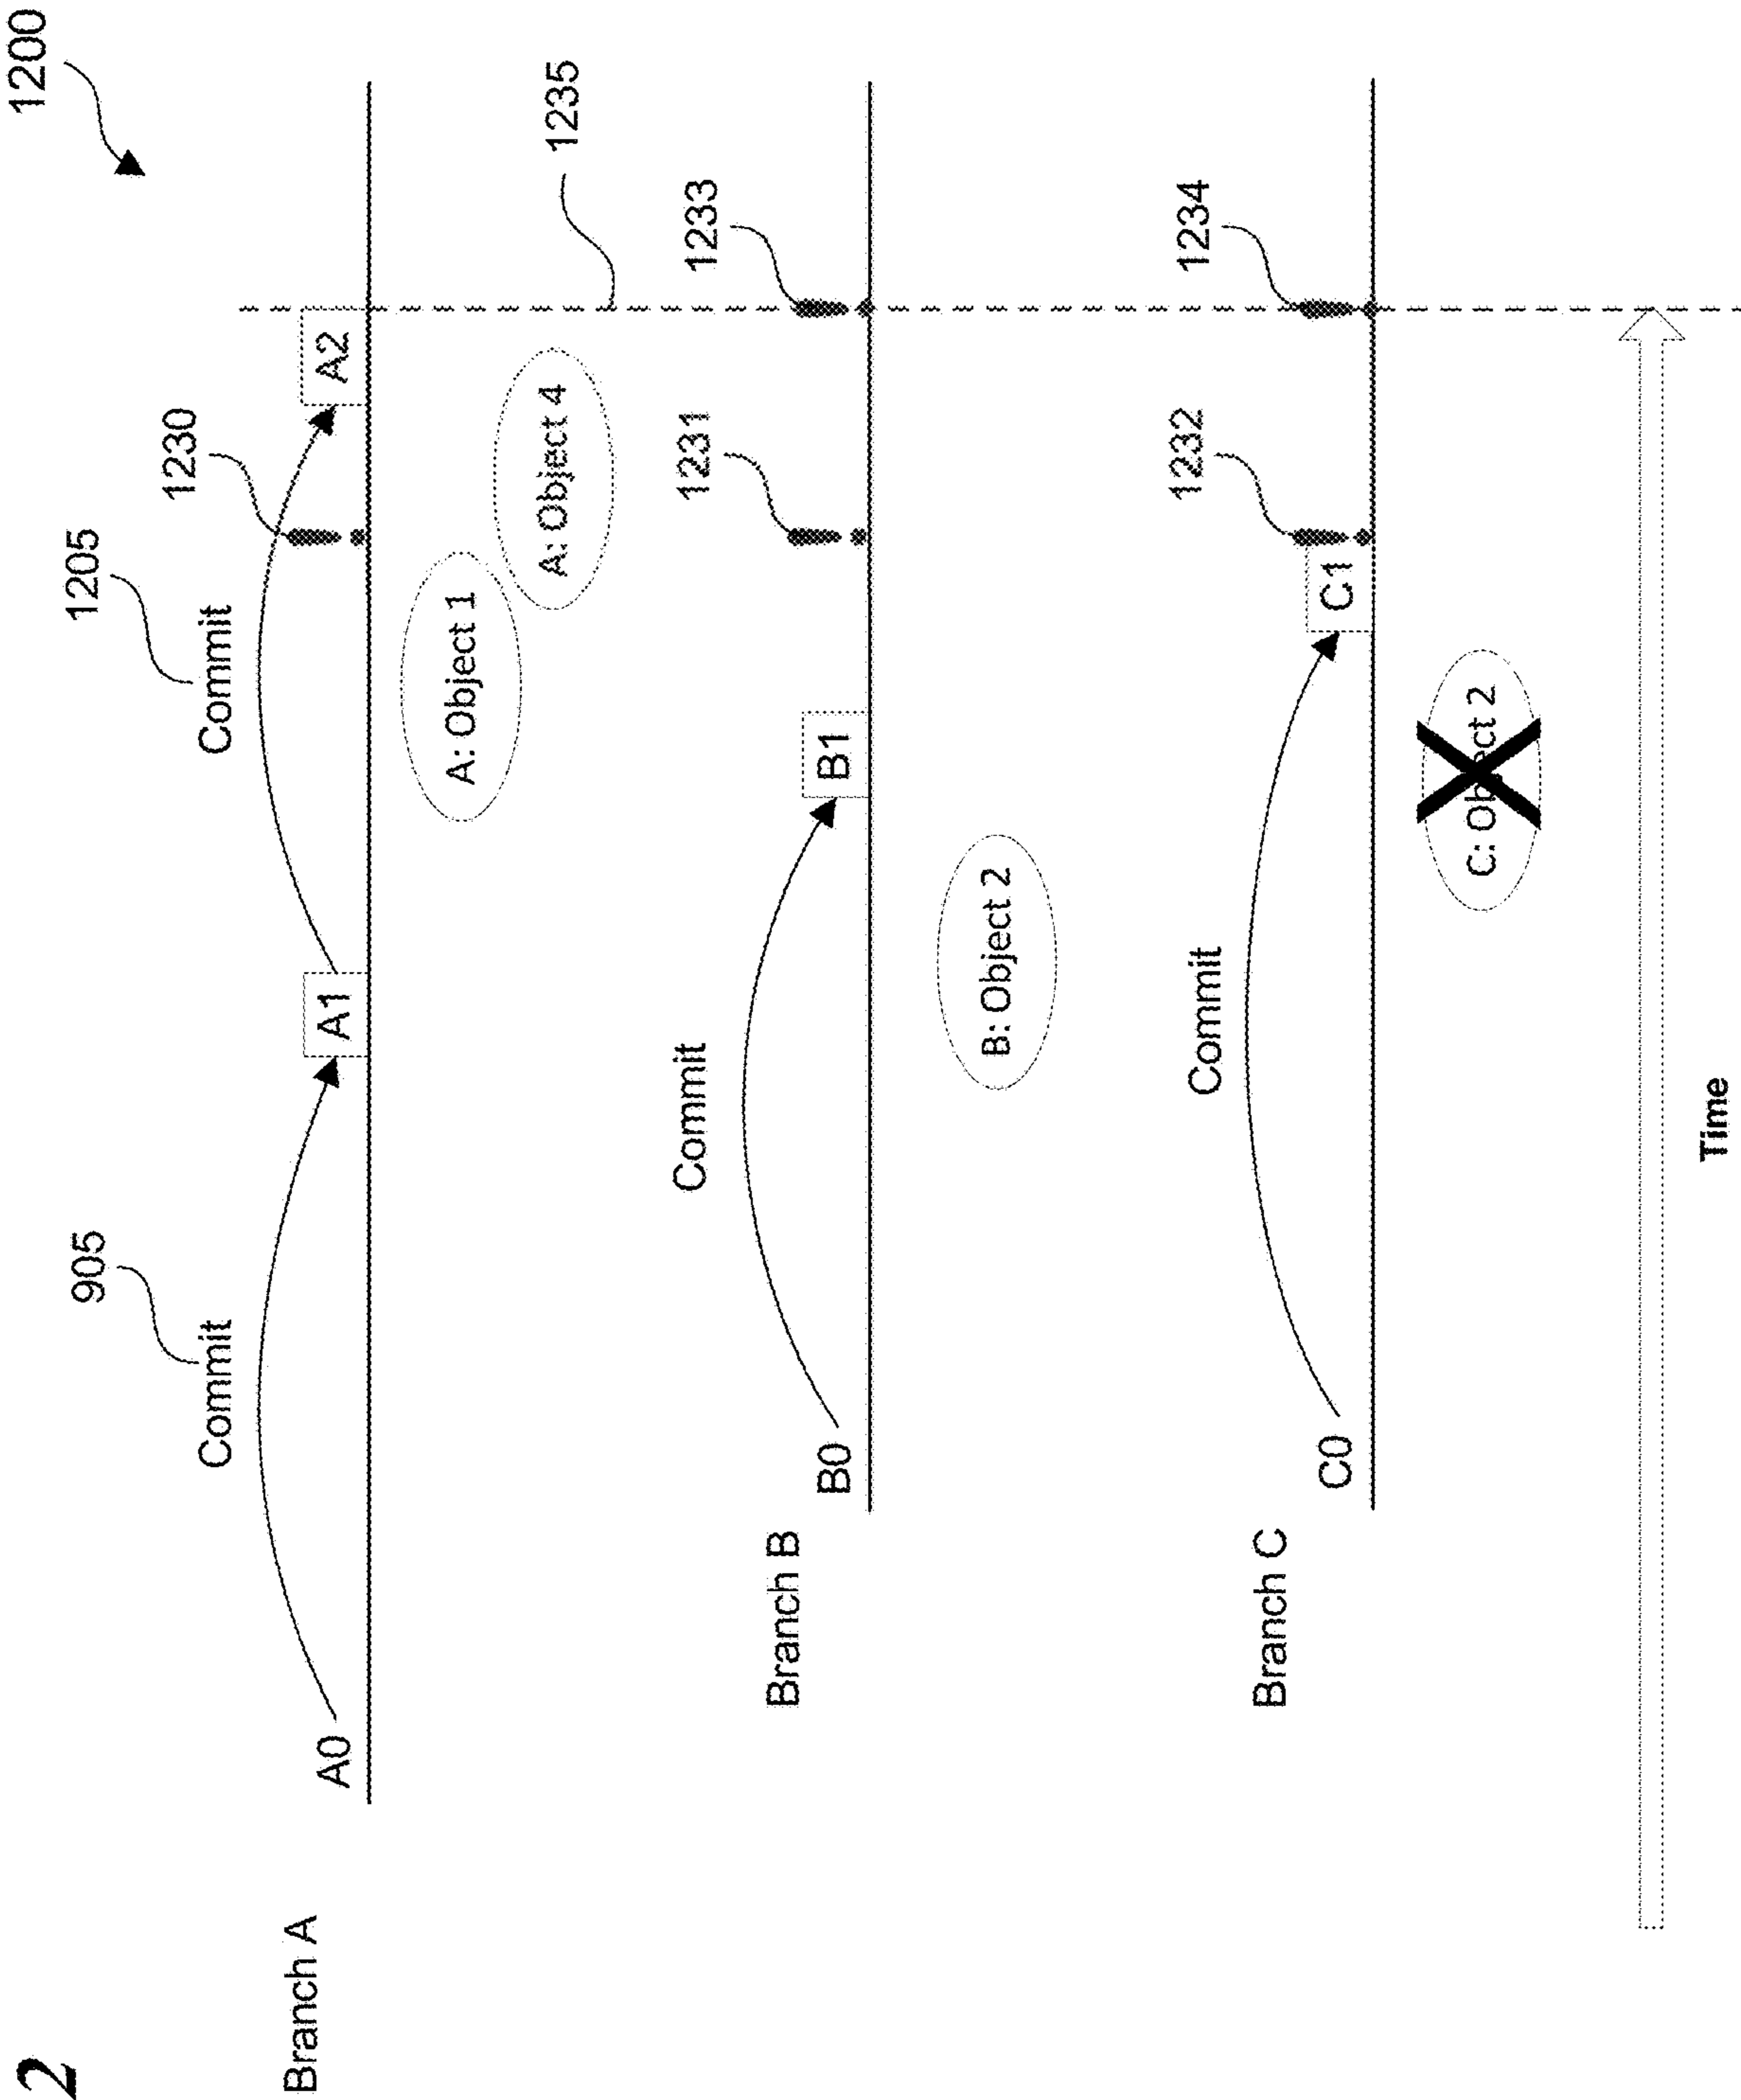 2
1200
905
1205
1230
Commit
Commit
Branch A
A0
A1
A2
A: Object 1
A: Object 4
1235
Commit
1231
1233
Branch B
B0
B1
B: Object 2
Commit
1232
1234
Branch C
C0
C1
C: Object 2
Time